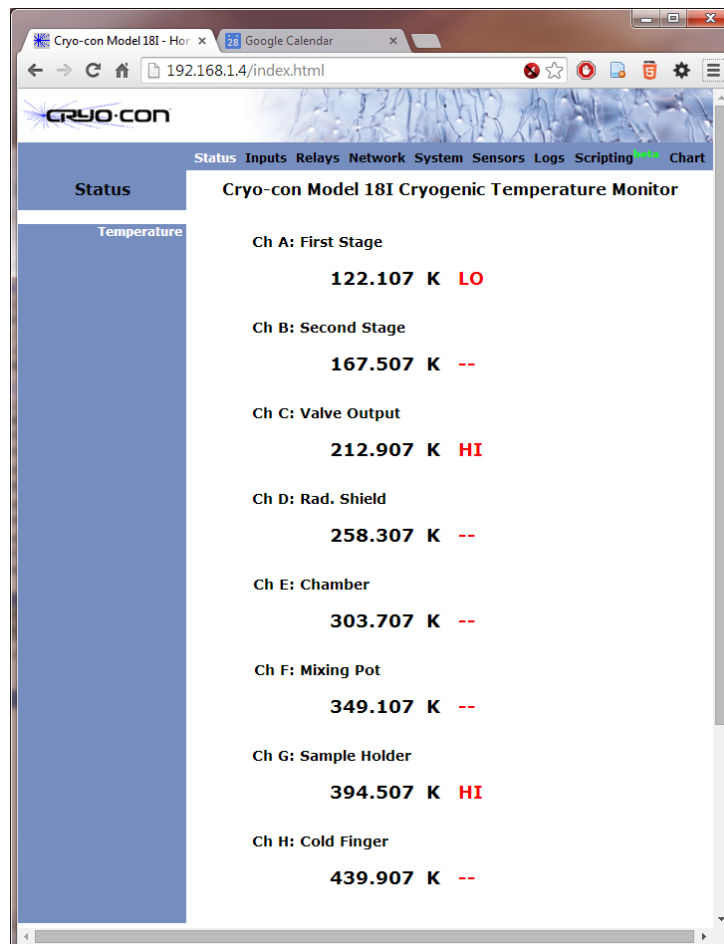 Cryo-con Model 18I - Hor
28 Google Calendar
192.168.1.4/index.html
CRYO·CON
Status Inputs Relays Network System Sensors Logs Scripting beta Chart
Status
Cryo-con Model 18I Cryogenic Temperature Monitor
Temperature
Ch A: First Stage
122.107 K LO
Ch B: Second Stage
167.507 K --
Ch C: Valve Output
212.907 K HI
Ch D: Rad. Shield
258.307 K --
Ch E: Chamber
303.707 K --
Ch F: Mixing Pot
349.107 K --
Ch G: Sample Holder
394.507 K HI
Ch H: Cold Finger
439.907 K --